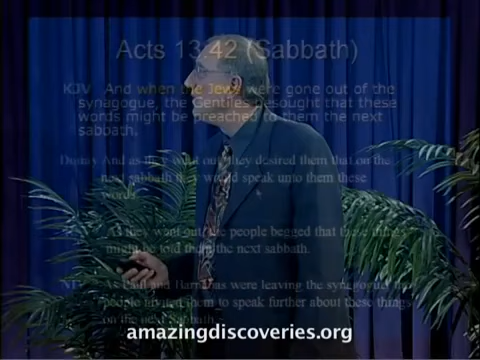 Acts 13:42 (Sabbath)
KJV And when the Jews were gone out of the
synagogue, the Gentiles besought that these
words might be preached to them the next
sabbath.
And as they went out, they desired them that on the
next sabbath they would speak unto them these
words.
As they went out, the people begged that these things
might be told them the next sabbath.
As Paul and Barnabas were leaving the synagogue, the
people invited them to speak further about these things
on the next Sabbath
amazingdiscoveries.org